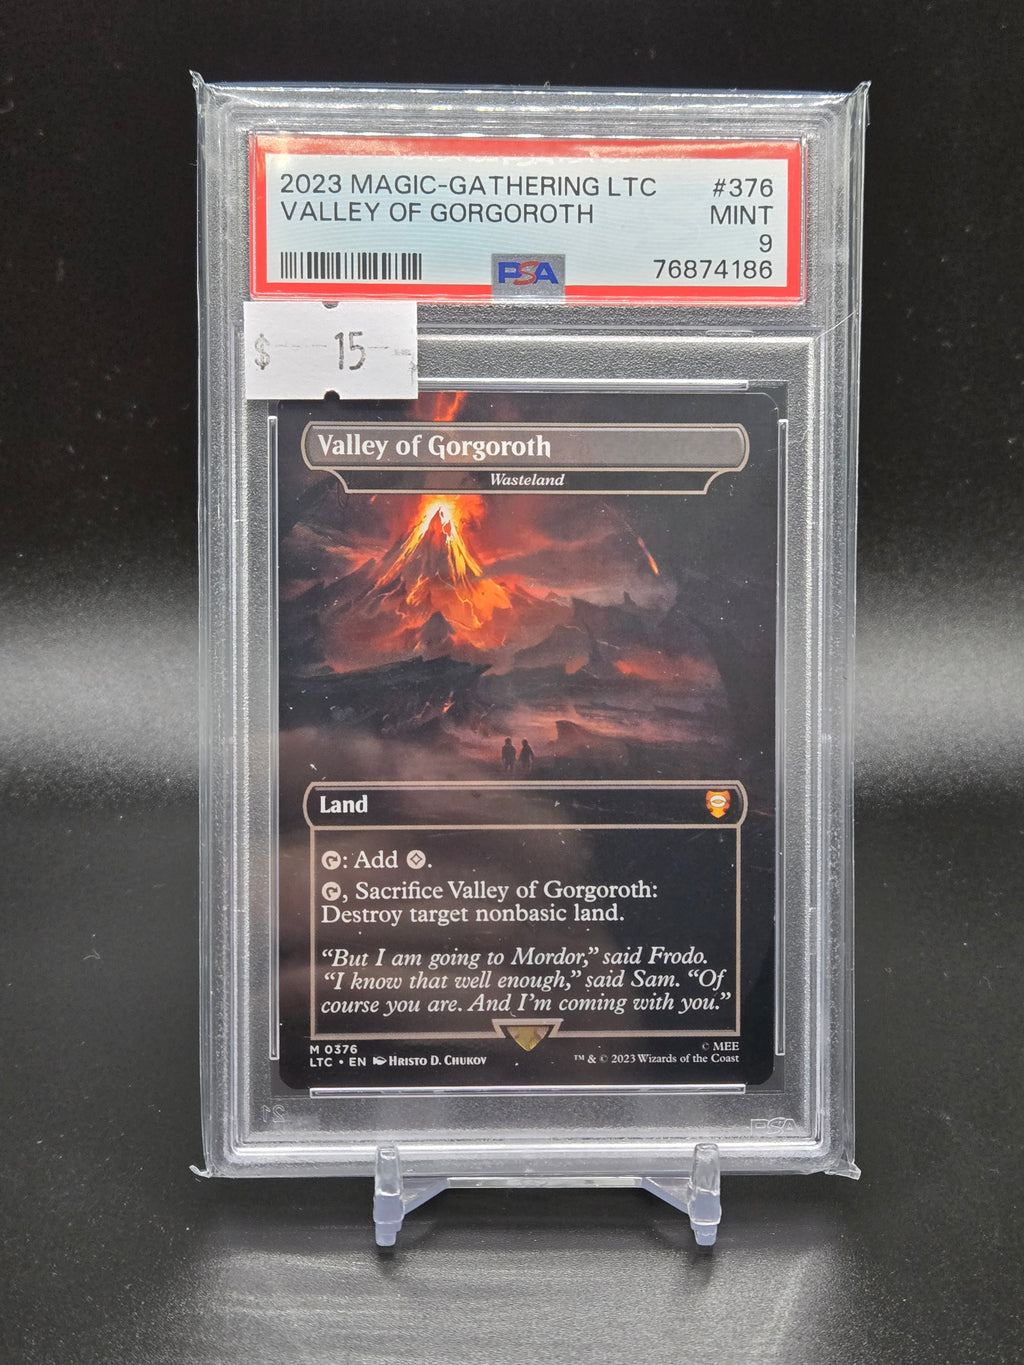 2023 MAGIC-GATHERING LTC #376
VALLEY OF GORGOROTH MINT
9
PSA 76874186
$ 15
Valley of Gorgoroth
Wasteland
Land
: Add .
, Sacrifice Valley of Gorgoroth:
Destroy target nonbasic land.
“But I am going to Mordor,” said Frodo.
“I know that well enough,” said Sam. “Of
course you are. And I’m coming with you.”
M 0376
LTC • EN HRISTO D. CHUKOV
© MEE
™ & © 2023 Wizards of the Coast
21
PSA